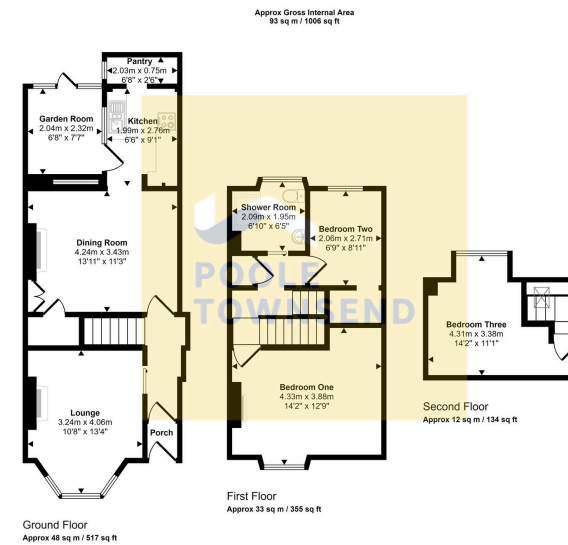 Approx Gross Internal Area
93 sq m / 1006 sq ft
Pantry
2.03m x 0.75m
6'8" x 2'6"
Garden Room
2.04m x 2.32m
6'8" x 7'7"
Kitchen
1.99m x 2.76m
6'6" x 9'1"
Dining Room
4.24m x 3.43m
13'11" x 11'3"
Lounge
3.24m x 4.06m
10'8" x 13'4"
Porch
Ground Floor
Approx 48 sq m / 517 sq ft
Shower Room
2.09m x 1.95m
6'10" x 6'5"
Bedroom Two
2.06m x 2.71m
6'9" x 8'11"
POOLE
TOWNSEND
Bedroom One
4.33m x 3.88m
14'2" x 12'9"
First Floor
Approx 33 sq m / 355 sq ft
Bedroom Three
4.31m x 3.38m
14'2" x 11'1"
Second Floor
Approx 12 sq m / 134 sq ft